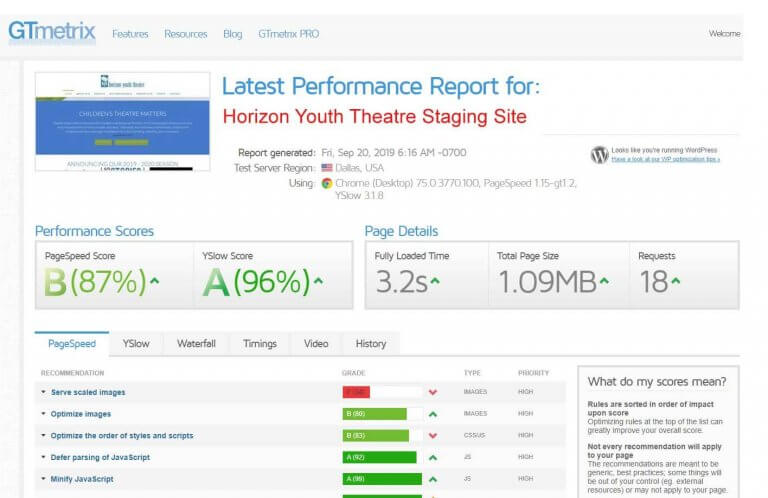 GTmetrix
Features
Resources
Blog
GTmetrix PRO
Welcome
horizon youth theatre
CHILDREN'S THEATRE MATTERS
ANNOUNCING OUR 2019 - 2020 SEASON
Latest Performance Report for:
Horizon Youth Theatre Staging Site
Report generated: Fri, Sep 20, 2019 6:16 AM -0700
Test Server Region: Dallas, USA
Using: Chrome (Desktop) 75.0.3770.100, PageSpeed 1.15-gt1.2,
YSlow 3.1.8
Looks like you're running WordPress
Have a look at our WP optimization tips »
Performance Scores
PageSpeed Score
B(87%)
YSlow Score
A(96%)
Page Details
Fully Loaded Time
3.2s
Total Page Size
1.09MB
Requests
18
PageSpeed
YSlow
Waterfall
Timings
Video
History
RECOMMENDATION GRADE TYPE PRIORITY
Serve scaled images IMAGES HIGH
Optimize images B (80) IMAGES HIGH
Optimize the order of styles and scripts B (83) CSS/JS HIGH
Defer parsing of JavaScript A (92) JS HIGH
Minify JavaScript JS HIGH
What do my scores mean?
Rules are sorted in order of impact
upon score
Optimizing rules at the top of the list can
greatly improve your overall score.
Not every recommendation will apply
to your page
The recommendations are meant to be
generic, best practices; some things will
be out of your control (eg. external
resources) or may not apply to your page.